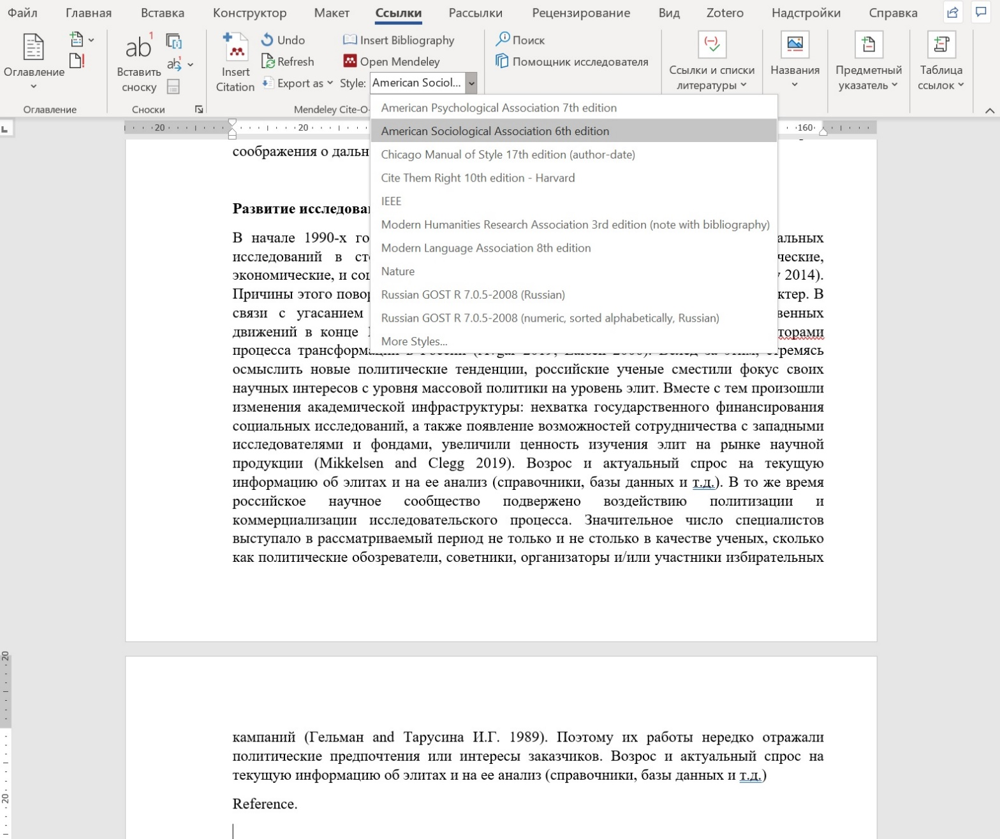 Файл Главная Вставка Конструктор Макет Ссылки Рассылки Рецензирование Вид Zotero Надстройки Справка
Оглавление
Оглавление
ab 1
Вставить
сноску
ab
Сноски
Insert
Citation
Undo
Refresh
Export as
Insert Bibliography
Open Mendeley
Style: American Sociol...
Mendeley Cite-O-
Поиск
Помощник исследователя
Ссылки и списки
литературы
Названия
Предметный
указатель
Таблица
ссылок
American Psychological Association 7th edition
American Sociological Association 6th edition
Chicago Manual of Style 17th edition (author-date)
Cite Them Right 10th edition - Harvard
IEEE
Modern Humanities Research Association 3rd edition (note with bibliography)
Modern Language Association 8th edition
Nature
Russian GOST R 7.0.5-2008 (Russian)
Russian GOST R 7.0.5-2008 (numeric, sorted alphabetically, Russian)
More Styles...
20 20 160
соображения о дальн
Развитие исследова
В начале 1990-х го альных
исследований в ст ческие,
экономические, и соц 2014).
Причины этого повор ктер. В
связи с угасанием венных
движений в конце торами
процесса трансформации в России 2019; стремясь
осмыслить новые политические тенденции, российские ученые сместили фокус своих
научных интересов с уровня массовой политики на уровень элит. Вместе с тем произошли
изменения академической инфраструктуры: нехватка государственного финансирования
социальных исследований, а также появление возможностей сотрудничества с западными
исследователями и фондами, увеличили ценность изучения элит на рынке научной
продукции (Mikkelsen and Clegg 2019). Возрос и актуальный спрос на текущую
информацию об элитах и на ее анализ (справочники, базы данных и т.д.). В то же время
российское научное сообщество подвержено воздействию политизации и
коммерциализации исследовательского процесса. Значительное число специалистов
выступало в рассматриваемый период не только и не столько в качестве ученых, сколько
как политические обозреватели, советники, организаторы и/или участники избирательных
20
кампаний (Гельман and Тарусина И.Г. 1989). Поэтому их работы нередко отражали
политические предпочтения или интересы заказчиков. Возрос и актуальный спрос на
текущую информацию об элитах и на ее анализ (справочники, базы данных и т.д.)
20
Reference.